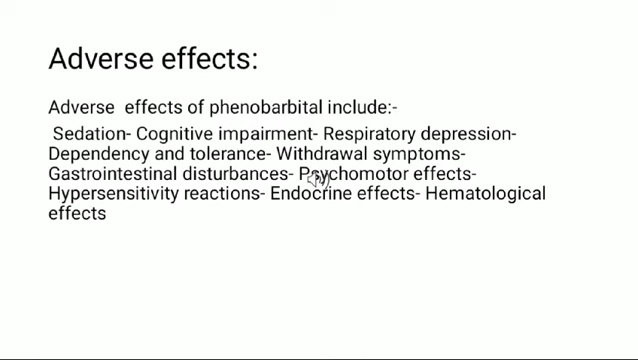 Adverse effects:
Adverse effects of phenobarbital include:-
Sedation- Cognitive impairment- Respiratory depression-
Dependency and tolerance- Withdrawal symptoms-
Gastrointestinal disturbances- Psychomotor effects-
Hypersensitivity reactions- Endocrine effects- Hematological
effects